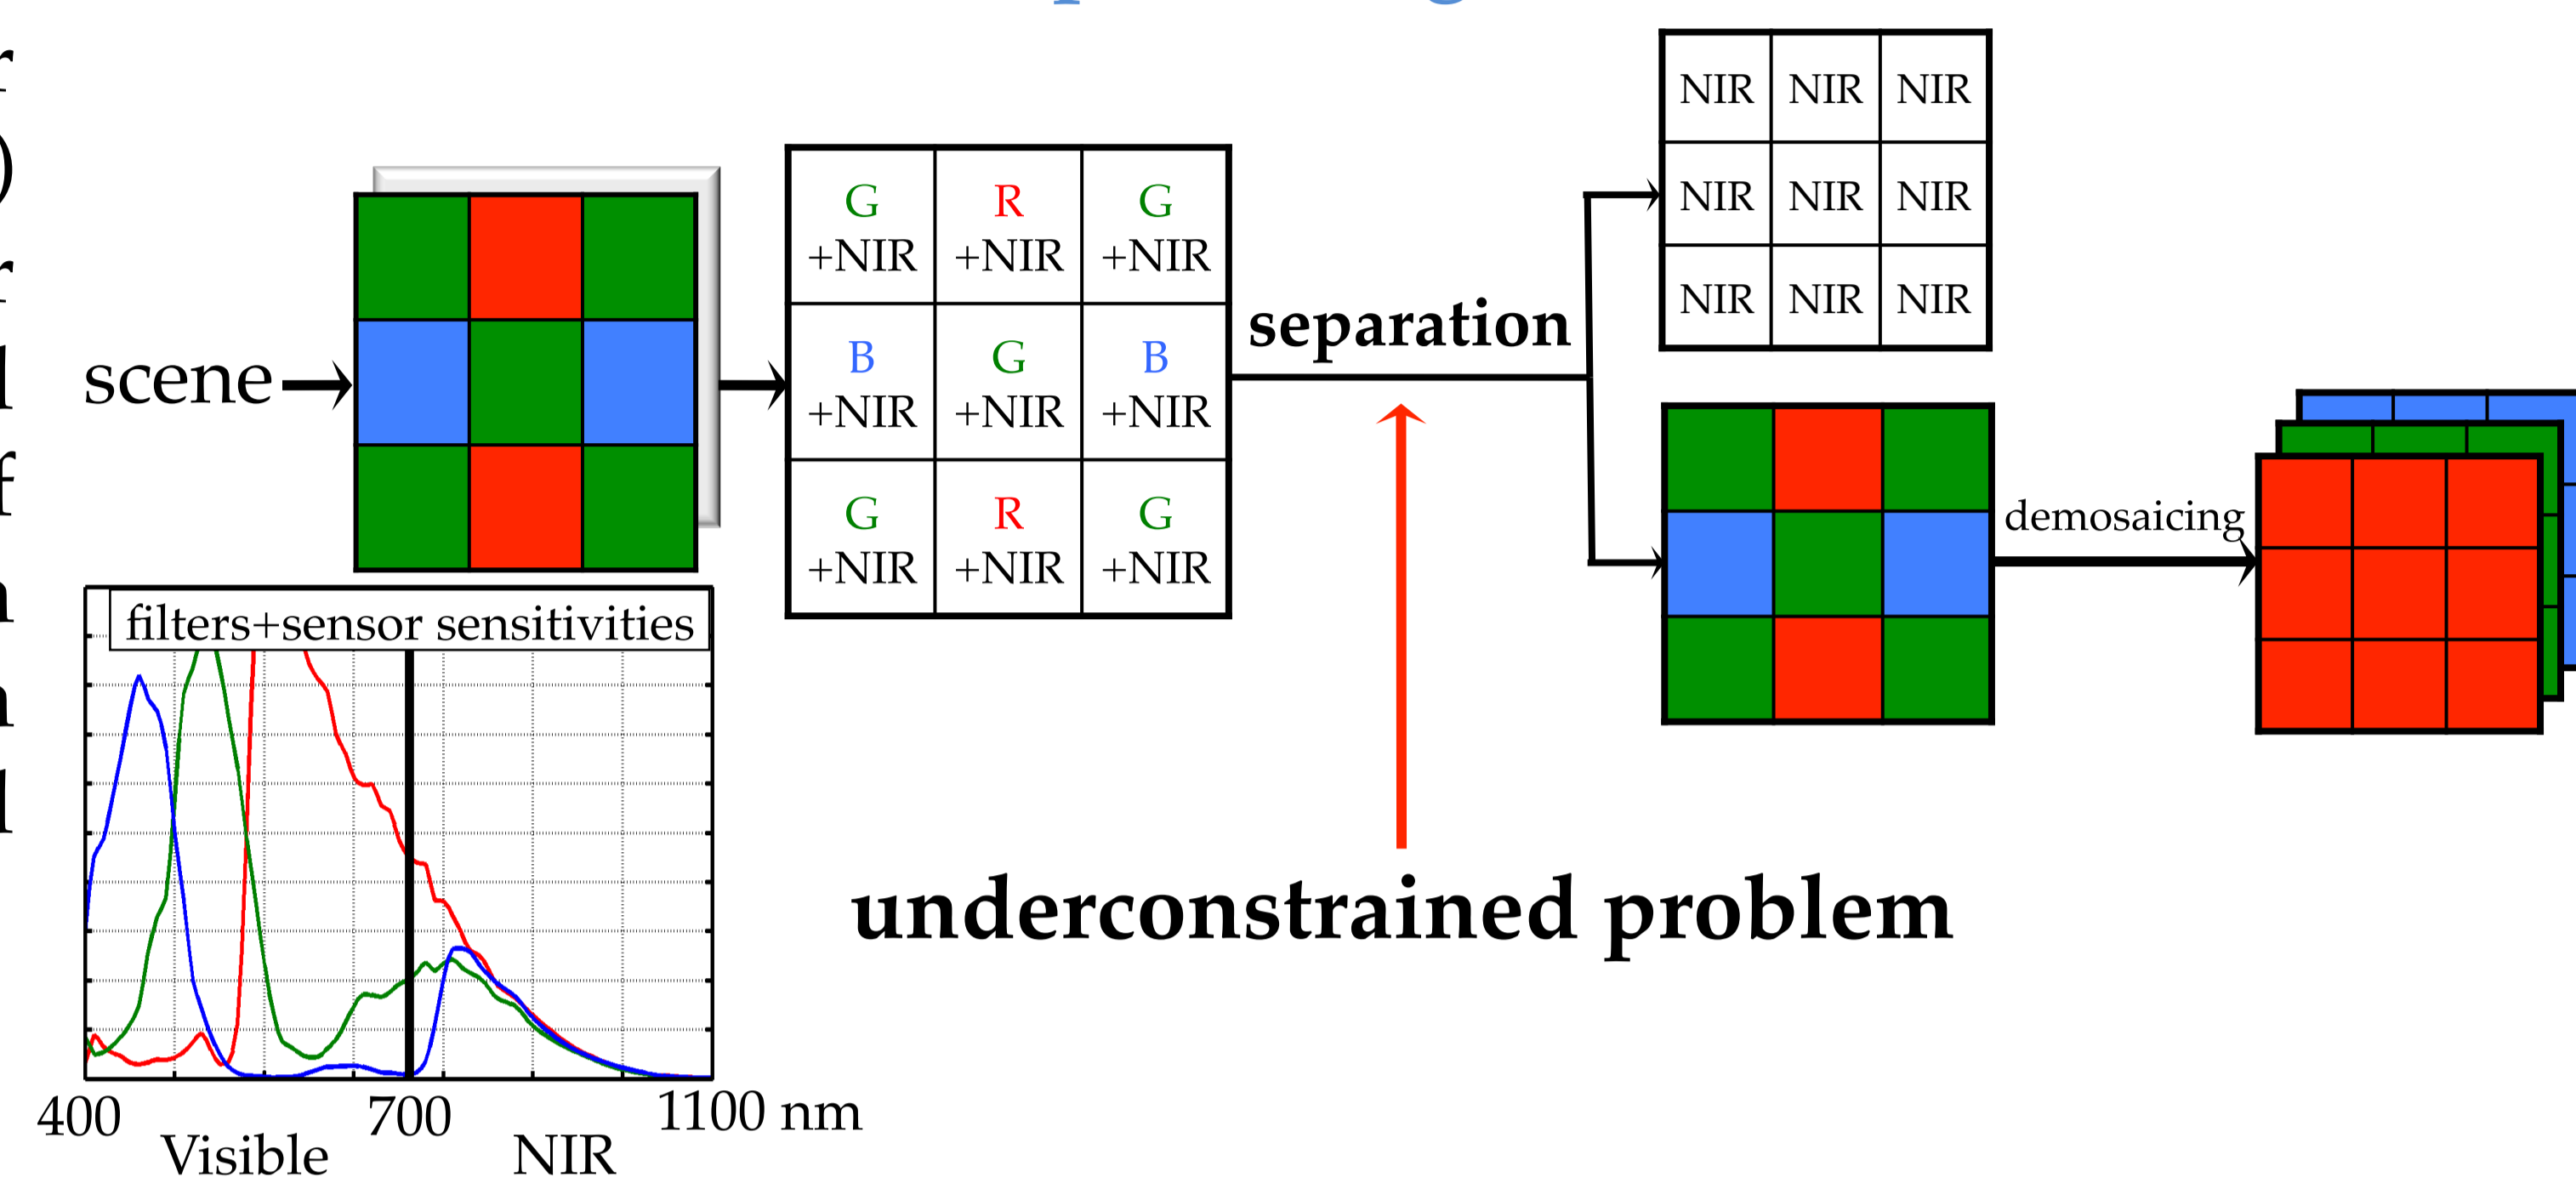 scene
G R G
+NIR +NIR +NIR
B G B
+NIR +NIR +NIR
G R G
+NIR +NIR +NIR
separation
NIR NIR NIR
NIR NIR NIR
NIR NIR NIR
demosaicing
underconstrained problem
filters+sensor sensitivities
400 700 1100 nm
Visible NIR